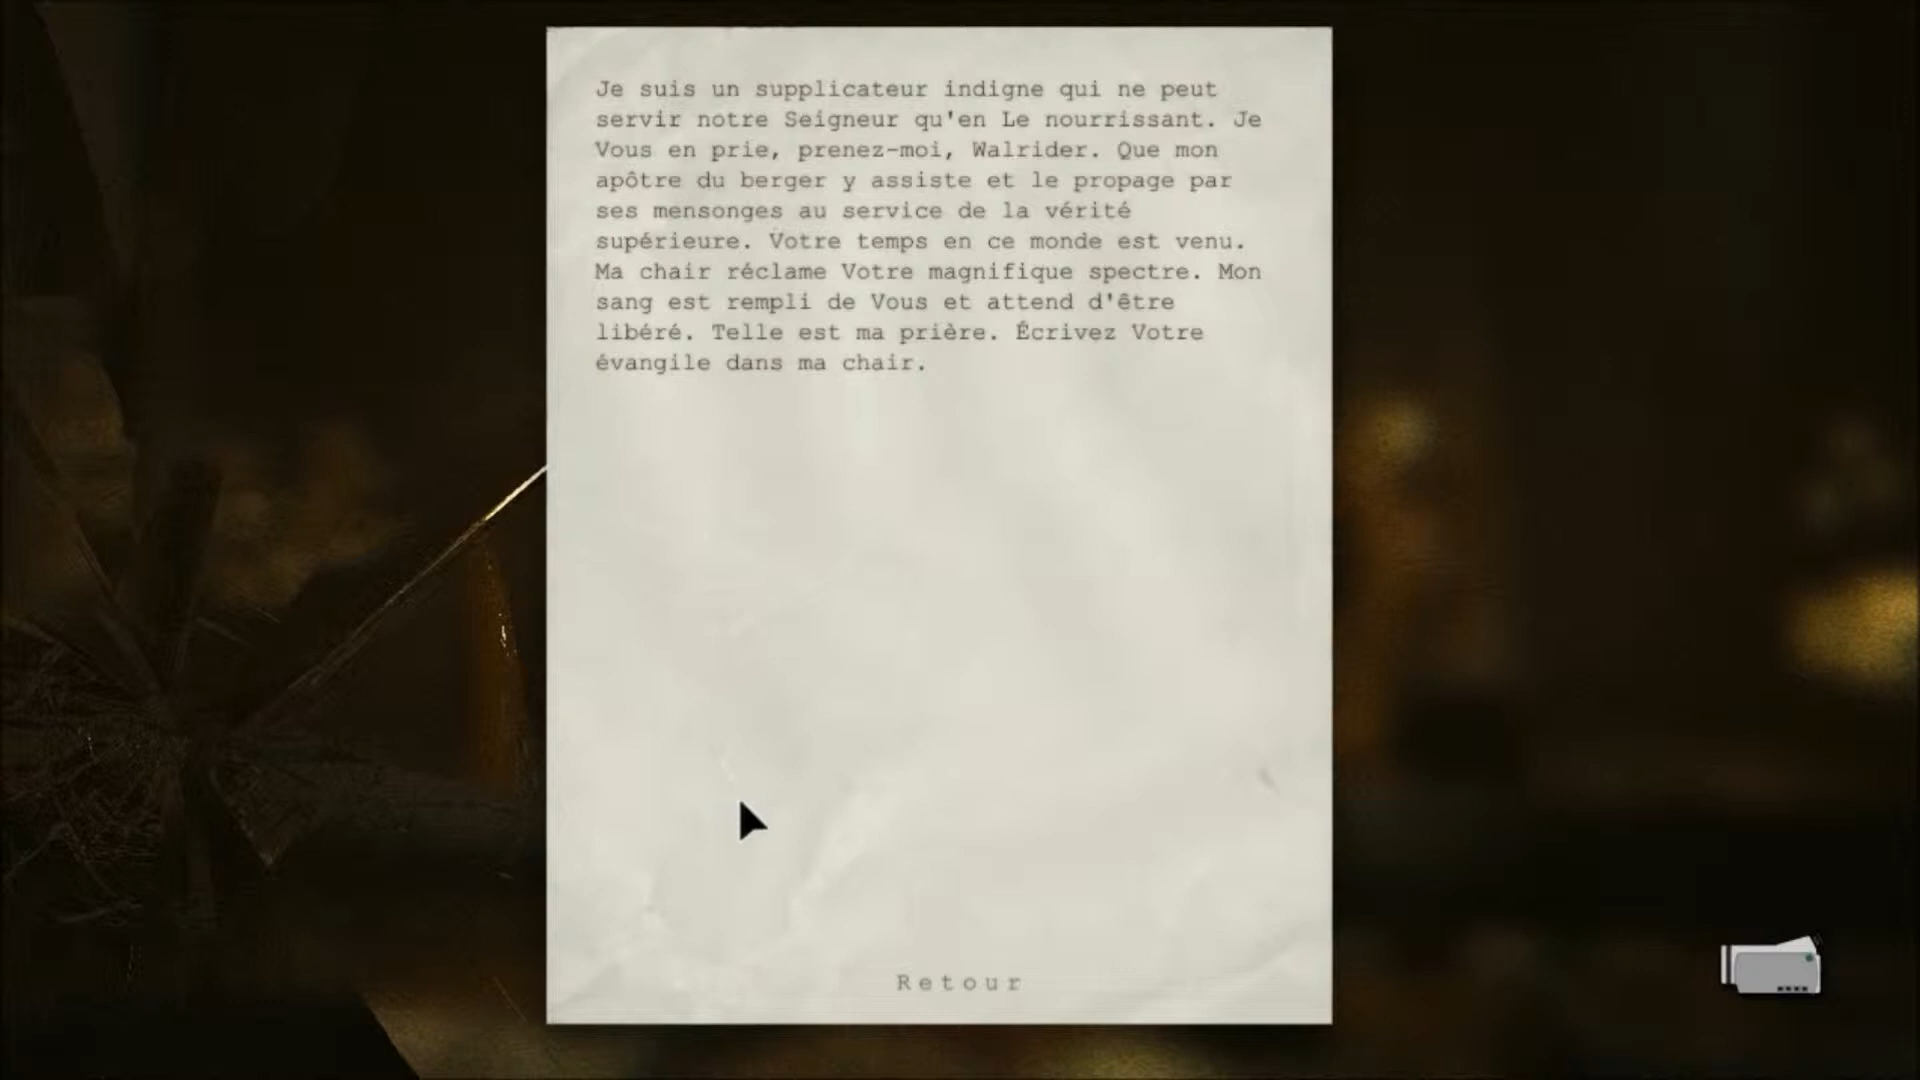 Je suis un supplicateur indigne qui ne peut
servir notre Seigneur qu'en Le nourrissant. Je
Vous en prie, prenez-moi, Walrider. Que mon
apôtre du berger y assiste et le propage par
ses mensonges au service de la vérité
supérieure. Votre temps en ce monde est venu.
Ma chair réclame Votre magnifique spectre. Mon
sang est rempli de Vous et attend d'être
libéré. Telle est ma prière. Écrivez Votre
évangile dans ma chair.
Retour